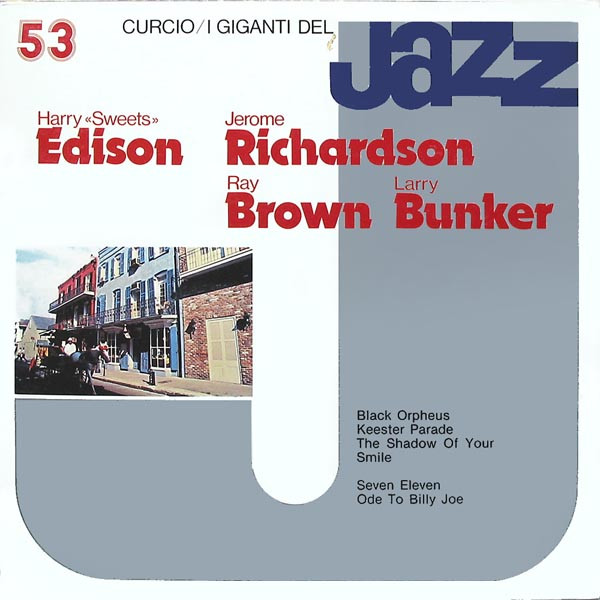 53
CURCIO/I GIGANTI DEL
Jazz
Harry «Sweets»
Edison
Jerome
Richardson
Ray
Brown
Larry
Bunker
Black Orpheus
Keester Parade
The Shadow Of Your
Smile
Seven Eleven
Ode To Billy Joe